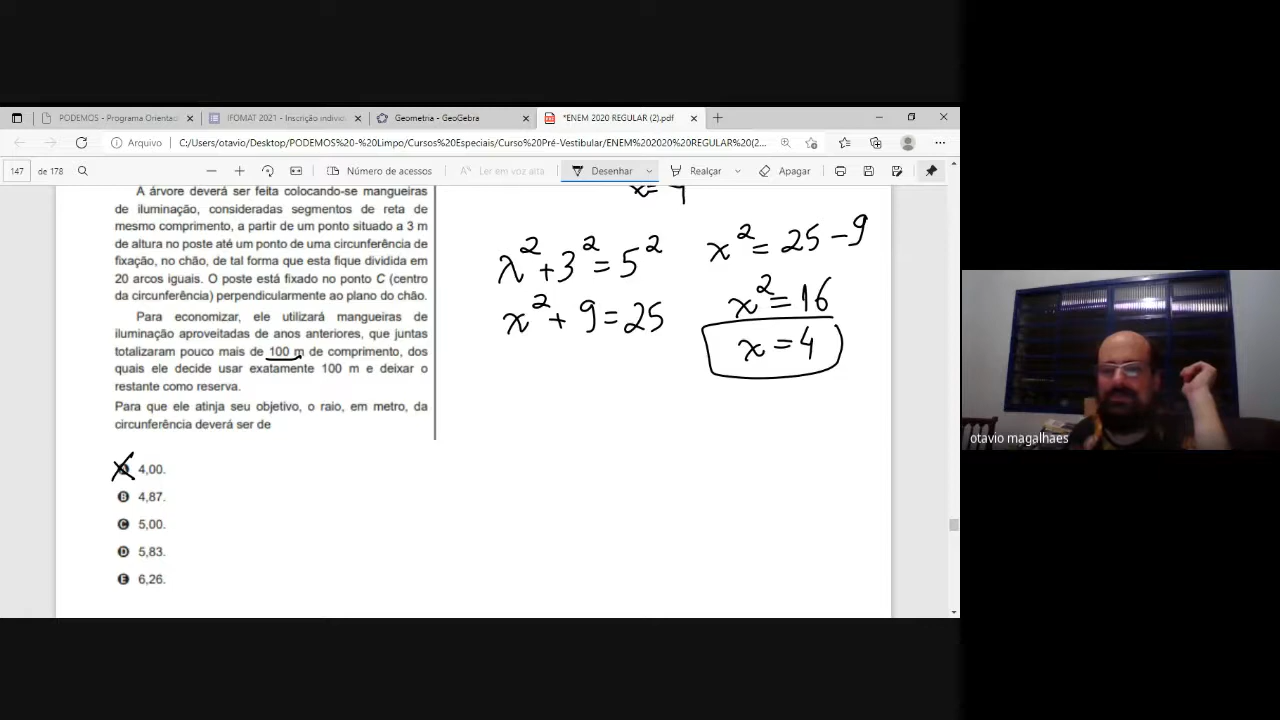 PODEMOS - Programa Orientac
IFOMAT 2021 - Inscrição individ
Geometria - GeoGebra
*ENEM 2020 REGULAR (2).pdf
Arquivo
C:/Users/otavio/Desktop/PODEMOS%20-%20Limpo/Cursos%20Especiais/Curso%20Pré-Vestibular/ENEM%202020%20REGULAR%20(2...
147
de 178
Número de acessos
Ler em voz alta
Desenhar
Realçar
Apagar
A árvore deverá ser feita colocando-se mangueiras
de iluminação, consideradas segmentos de reta de
mesmo comprimento, a partir de um ponto situado a 3 m
de altura no poste até um ponto de uma circunferência de
fixação, no chão, de tal forma que esta fique dividida em
20 arcos iguais. O poste está fixado no ponto C (centro
da circunferência) perpendicularmente ao plano do chão.
Para economizar, ele utilizará mangueiras de
iluminação aproveitadas de anos anteriores, que juntas
totalizaram pouco mais de 100 m de comprimento, dos
quais ele decide usar exatamente 100 m e deixar o
restante como reserva.
Para que ele atinja seu objetivo, o raio, em metro, da
circunferência deverá ser de
4,00.
B 4,87.
C 5,00.
D 5,83.
E 6,26.
x² + 3² = 5²
x² + 9 = 25
x² = 25 - 9
x² = 16
x = 4
otavio magalhaes